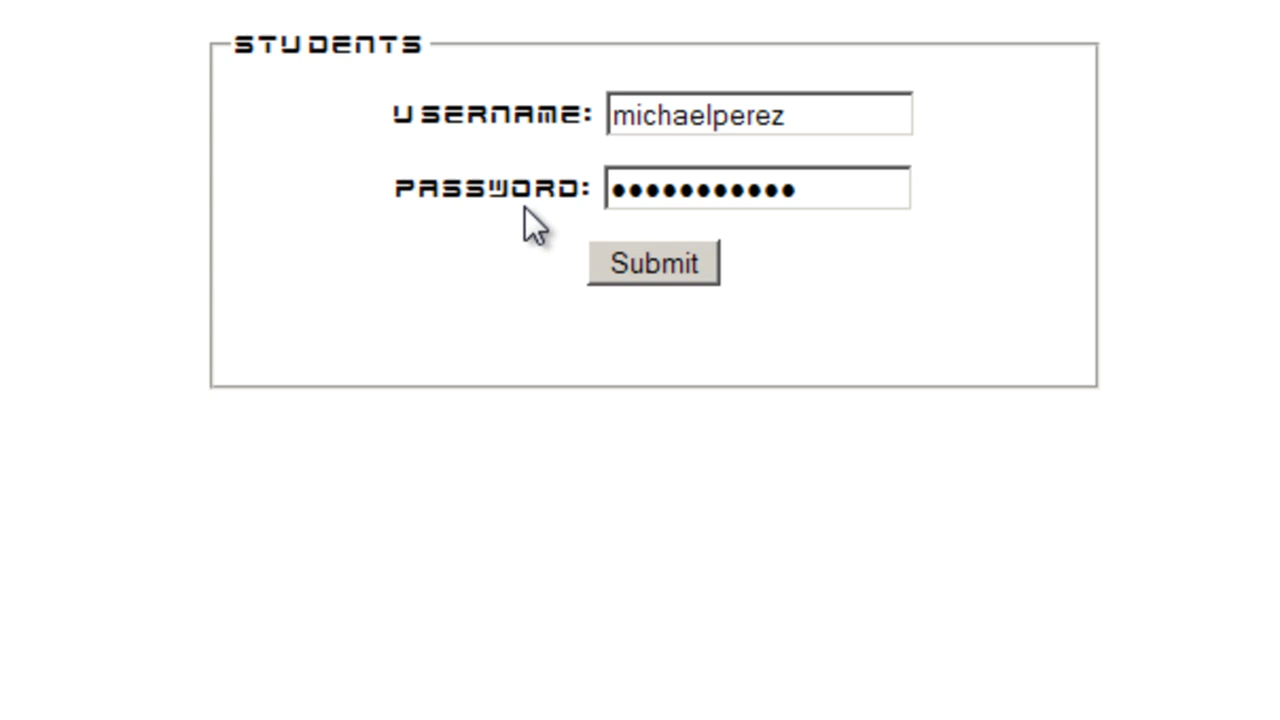 STUDENTS
USERNAME: michaelperez
PASSWORD: •••••••••••
Submit